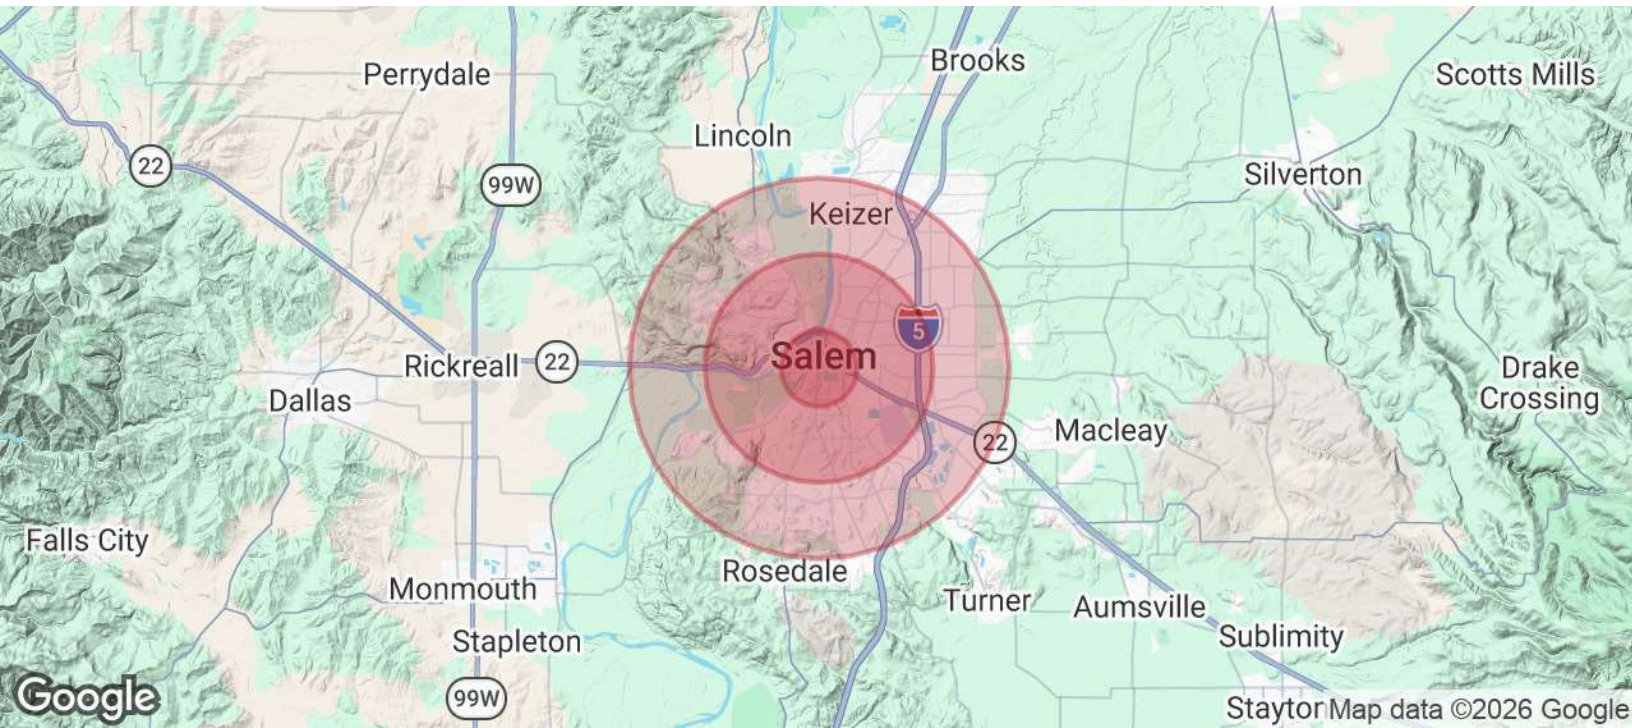 Brooks
Perrydale
Scotts Mills
Lincoln
22
Silverton
99W
Keizer
5
Salem
Rickreall
22
Drake
Crossing
Dallas
Macleay
22
Falls City
Rosedale
Monmouth
Turner
Aumsville
Sublimity
Stapleton
Google
99W
Stayton
Map data ©2026 Google